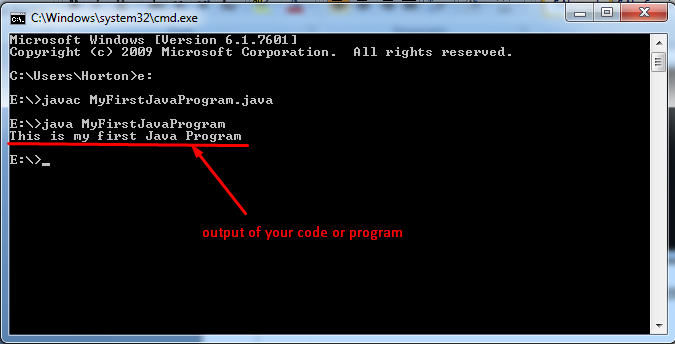 C:\Windows\system32\cmd.exe
Microsoft Windows [Version 6.1.7601]
Copyright (c) 2009 Microsoft Corporation.  All rights reserved.
C:\Users\Horton>e:
E:\>javac MyFirstJavaProgram.java
E:\>java MyFirstJavaProgram
This is my first Java Program
E:\>_
output of your code or program